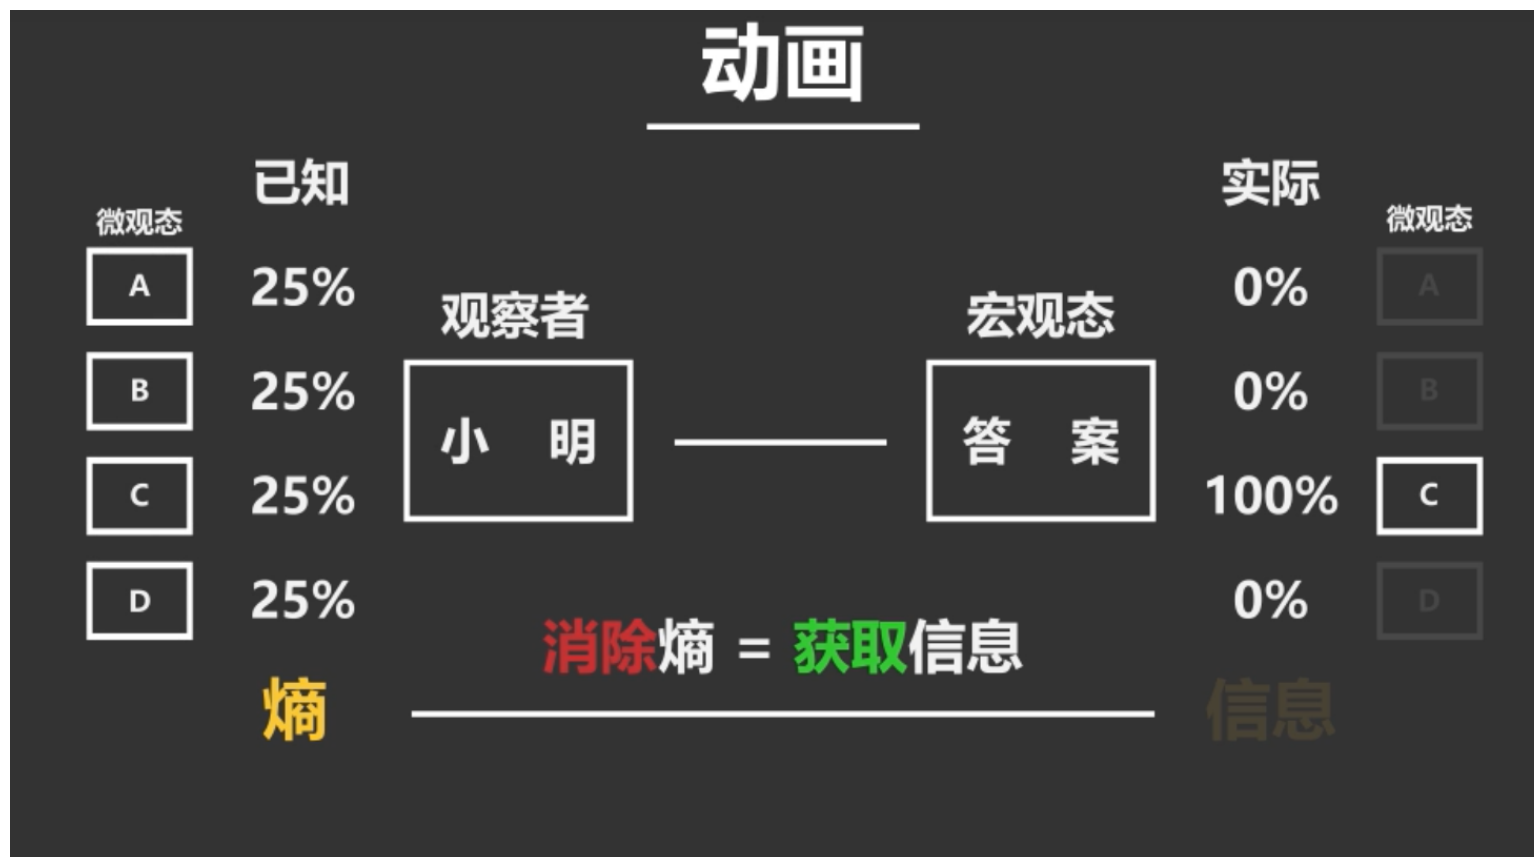 动画
已知
实际
微观态
微观态
A 25% 0% A
观察者 宏观态
B 25% 0% B
小 明 答 案
C 25% 100% C
D 25% 0% D
消除熵 = 获取信息
熵 信息